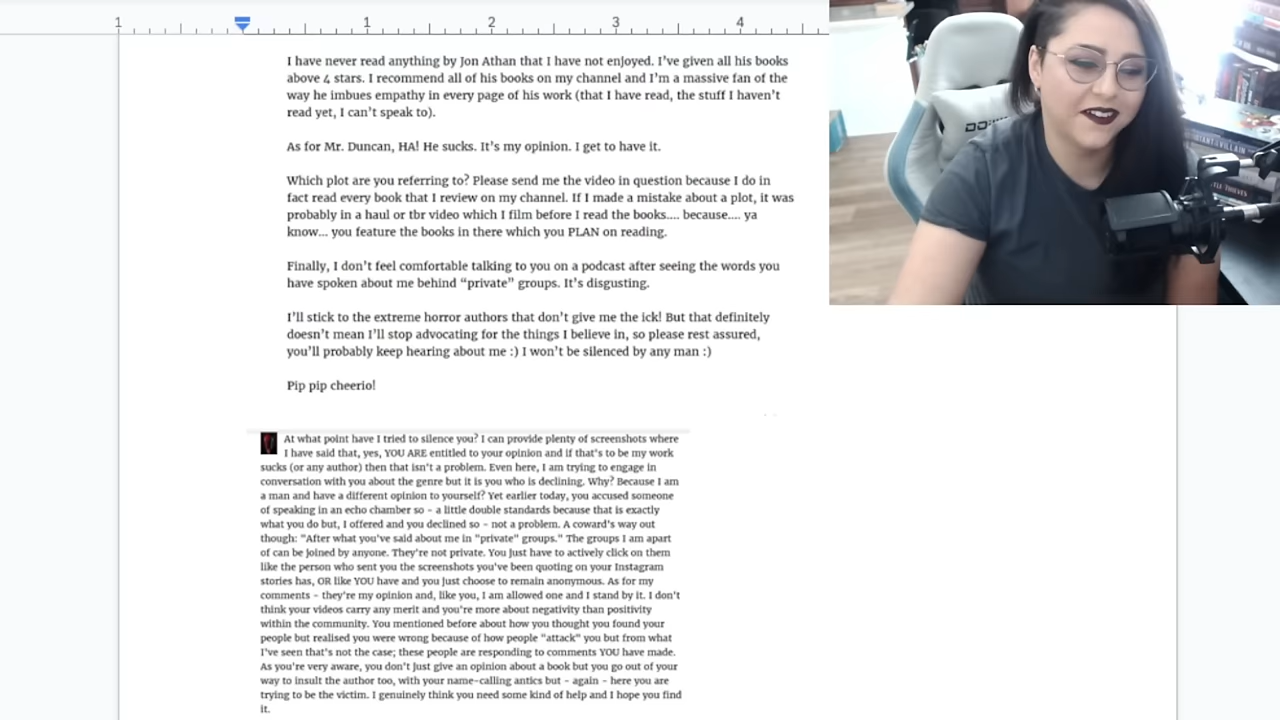 1 1 2 3 4
I have never read anything by Jon Athan that I have not enjoyed. I've given all his books
above 4 stars. I recommend all of his books on my channel and I'm a massive fan of the
way he imbues empathy in every page of his work (that I have read, the stuff I haven't
read yet, I can't speak to).
As for Mr. Duncan, HA! He sucks. It's my opinion. I get to have it.
Which plot are you referring to? Please send me the video in question because I do in
fact read every book that I review on my channel. If I made a mistake about a plot, it was
probably in a haul or tbr video which I film before I read the books.... because.... ya
know... you feature the books in there which you PLAN on reading.
Finally, I don't feel comfortable talking to you on a podcast after seeing the words you
have spoken about me behind "private" groups. It's disgusting.
I'll stick to the extreme horror authors that don't give me the ick! But that definitely
doesn't mean I'll stop advocating for the things I believe in, so please rest assured,
you'll probably keep hearing about me :) I won't be silenced by any man :)
Pip pip cheerio!
At what point have I tried to silence you? I can provide plenty of screenshots where
I have said that, yes, YOU ARE entitled to your opinion and if that's to be my work
sucks (or any author) then that isn't a problem. Even here, I am trying to engage in
conversation with you about the genre but it is you who is declining. Why? Because I am
a man and have a different opinion to yourself? Yet earlier today, you accused someone
of speaking in an echo chamber so - a little double standards because that is exactly
what you do but, I offered and you declined so - not a problem. A coward's way out
though: "After what you've said about me in "private" groups." The groups I am apart
of can be joined by anyone. They're not private. You just have to actively click on them
like the person who sent you the screenshots you've been quoting on your Instagram
stories has, OR like YOU have and you just choose to remain anonymous. As for my
comments - they're my opinion and, like you, I am allowed one and I stand by it. I don't
think your videos carry any merit and you're more about negativity than positivity
within the community. You mentioned before about how you thought you found your
people but realised you were wrong because of how people "attack" you but from what
I've seen that's not the case; these people are responding to comments YOU have made.
As you're very aware, you don't just give an opinion about a book but you go out of your
way to insult the author too, with your name-calling antics but - again - here you are
trying to be the victim. I genuinely think you need some kind of help and I hope you find
it.